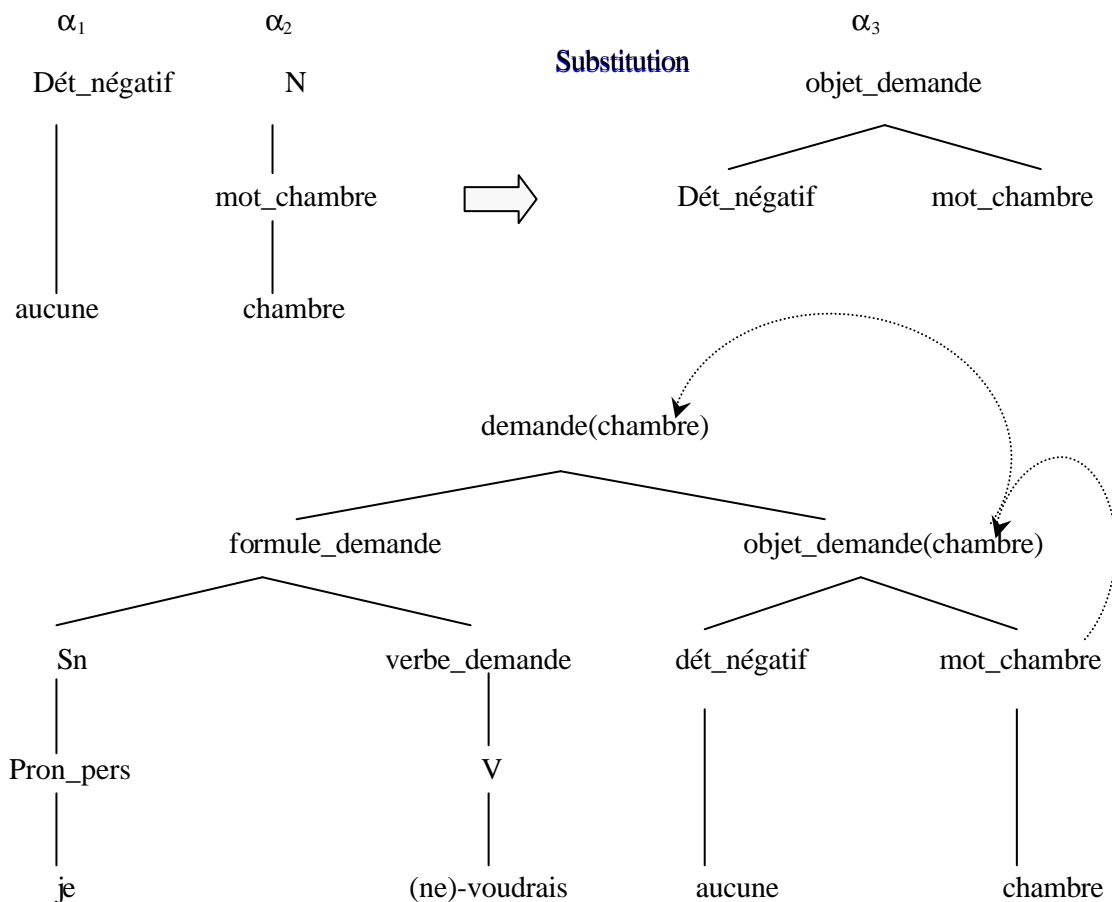 α1 α2 α3
Substitution
Dét_négatif N objet_demande
mot_chambre Dét_négatif mot_chambre
aucune chambre
demande(chambre)
formule_demande objet_demande(chambre)
Sn verbe_demande dét_négatif mot_chambre
Pron_pers V
je (ne)-voudrais aucune chambre